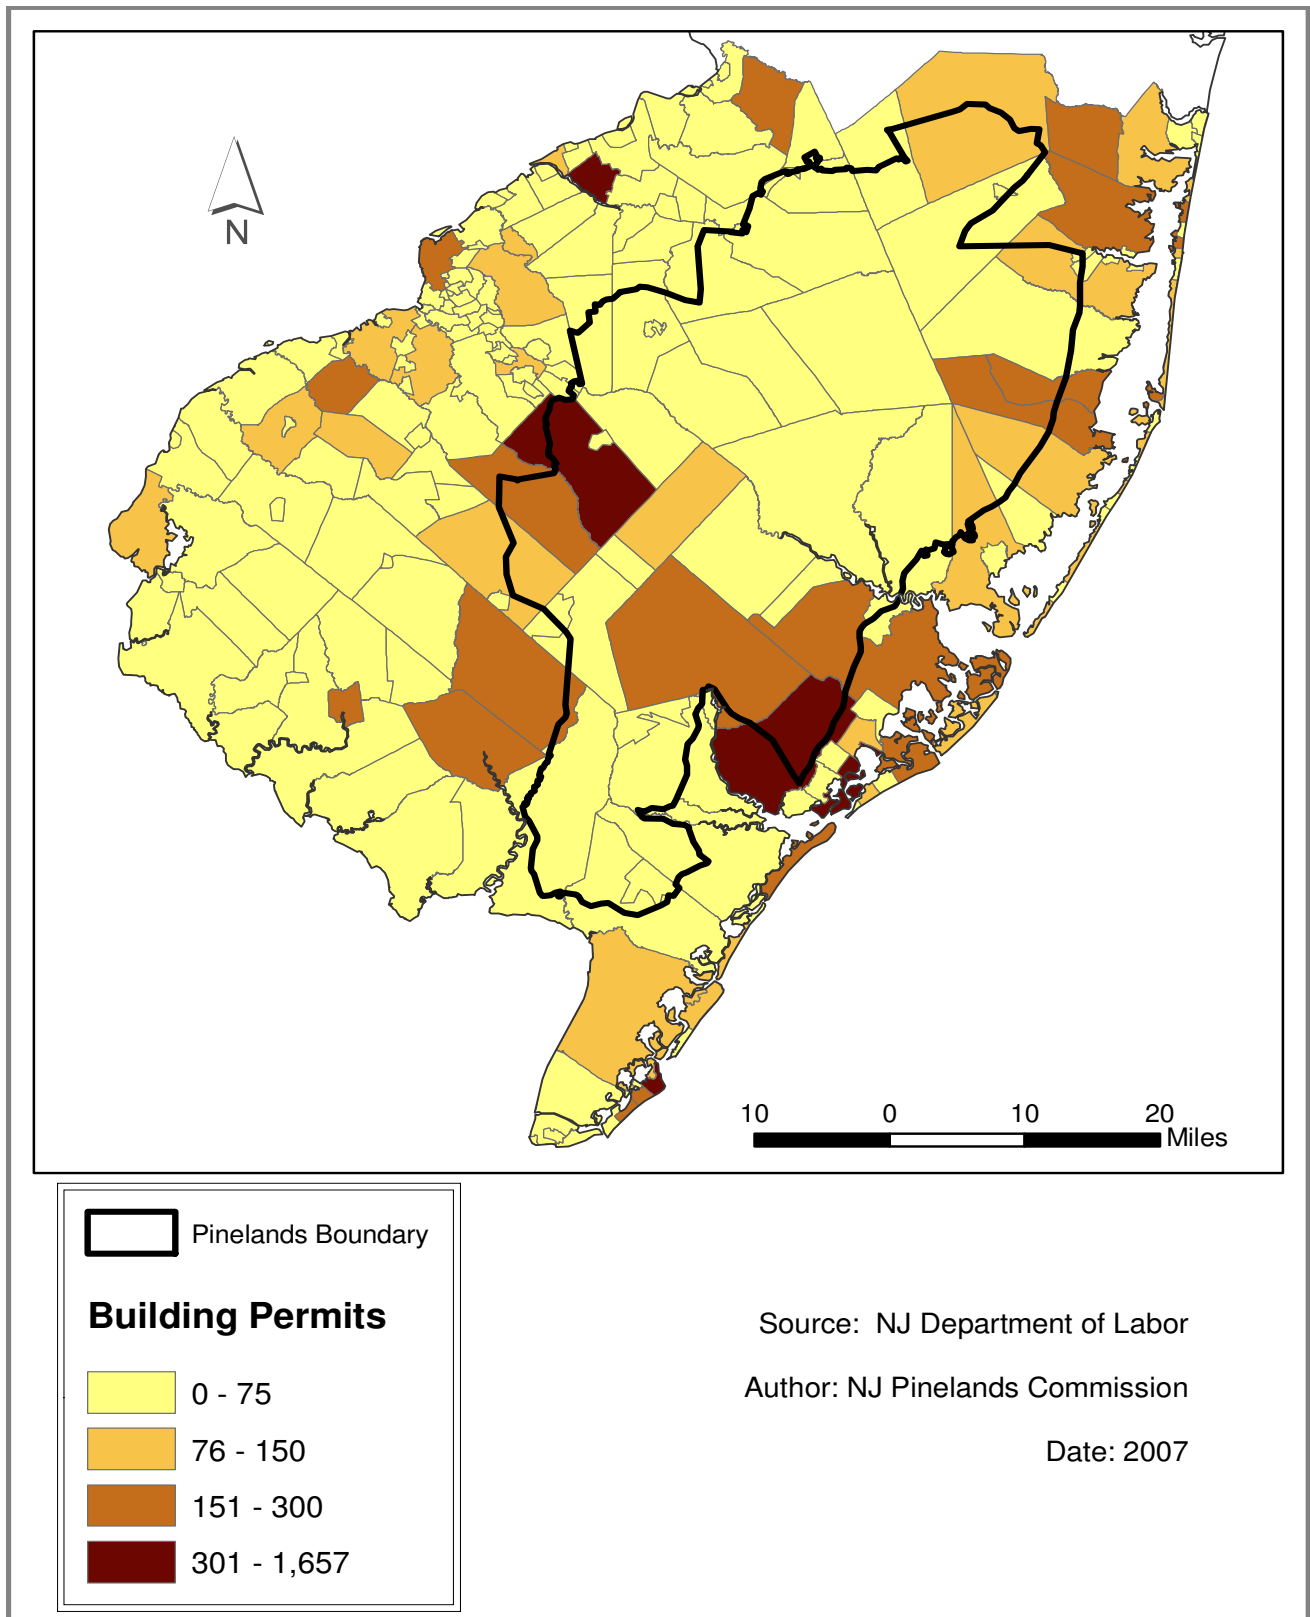 N
10 0 10 20
Miles
Pinelands Boundary
Building Permits
0 - 75
76 - 150
151 - 300
301 - 1,657
Source: NJ Department of Labor
Author: NJ Pinelands Commission
Date: 2007